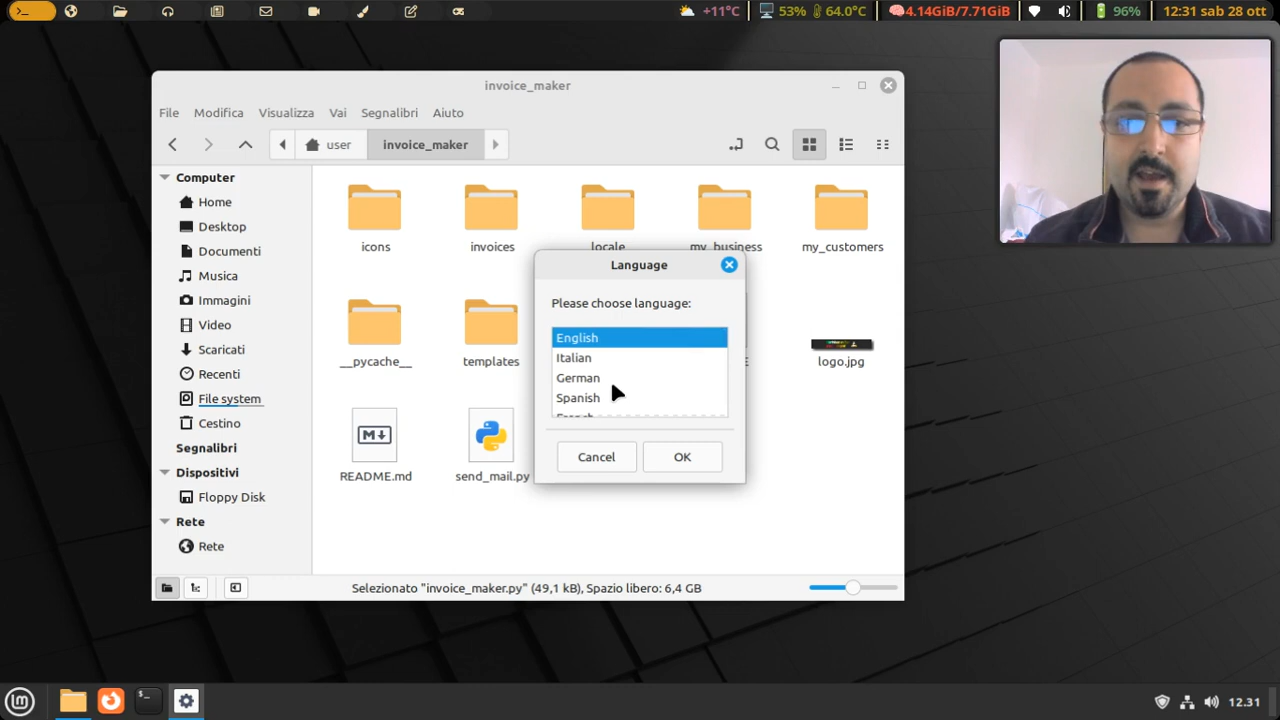 +11°C
53%
64.0°C
4.14GiB/7.71GiB
96%
12:31 sab 28 ott
invoice_maker
File
Modifica
Visualizza
Vai
Segnalibri
Aiuto
user
invoice_maker
Computer
Home
Desktop
Documenti
Musica
Immagini
Video
Scaricati
Recenti
File system
Cestino
Segnalibri
Dispositivi
Floppy Disk
Rete
Rete
icons
invoices
locale
my_business
my_customers
__pycache__
templates
logo.jpg
README.md
send_mail.py
Language
Please choose language:
English
Italian
German
Spanish
French
Cancel
OK
Selezionato "invoice_maker.py" (49,1 kB), Spazio libero: 6,4 GB
12.31